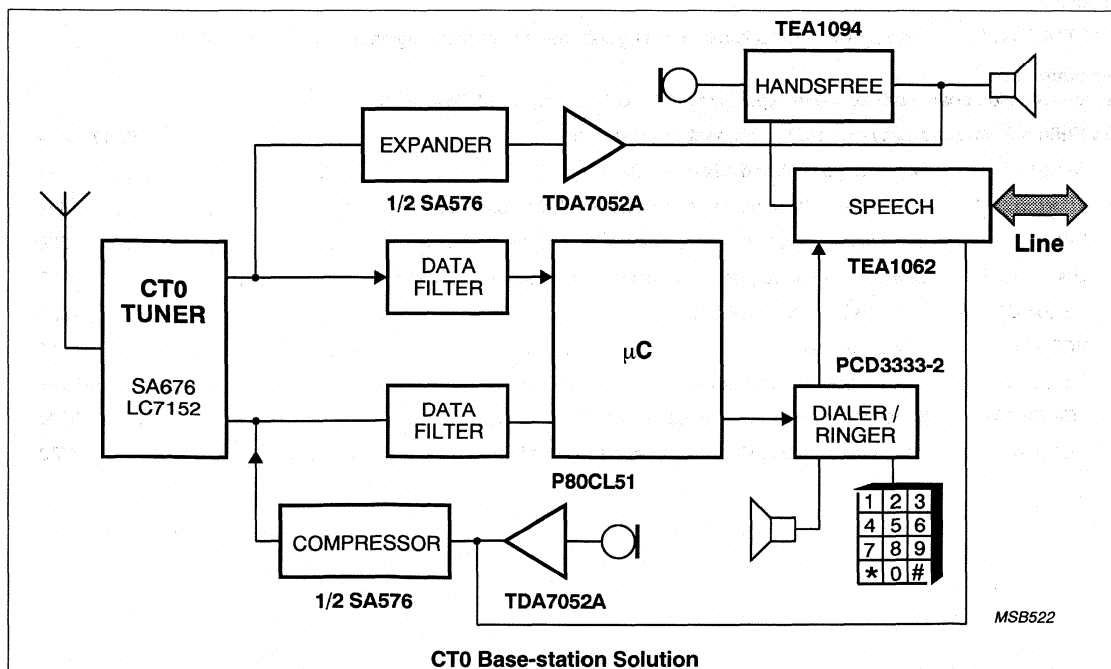 TEA1094
HANDSFREE
EXPANDER
1/2 SA576
TDA7052A
SPEECH
Line
TEA1062
CT0
TUNER
SA676
LC7152
DATA
FILTER
µC
PCD3333-2
DATA
FILTER
DIALER /
RINGER
P80CL51
1 2 3
4 5 6
7 8 9
* 0 #
COMPRESSOR
1/2 SA576
TDA7052A
MSB522
CT0 Base-station Solution